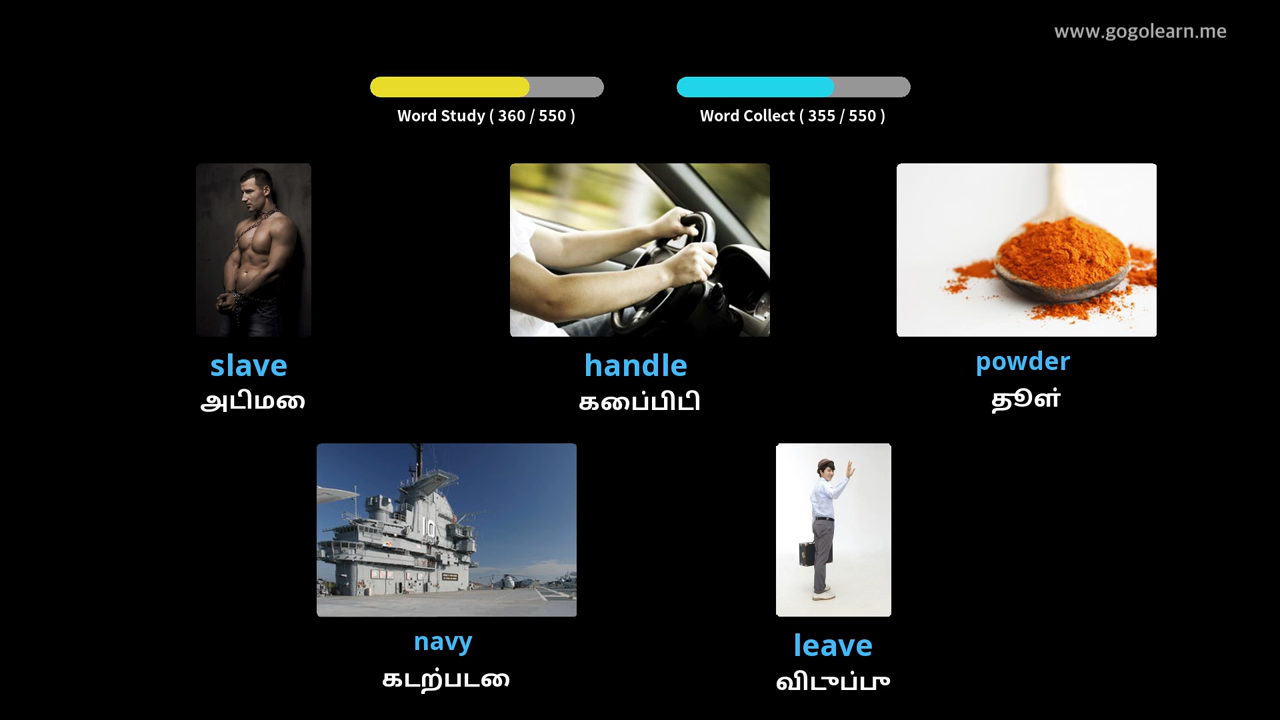 www.gogolearn.me
Word Study ( 360 / 550 )
Word Collect ( 355 / 550 )
slave
handle
powder
அடிமை
கைப்பிடி
தூள்
navy
leave
கடற்படை
விடுப்பு